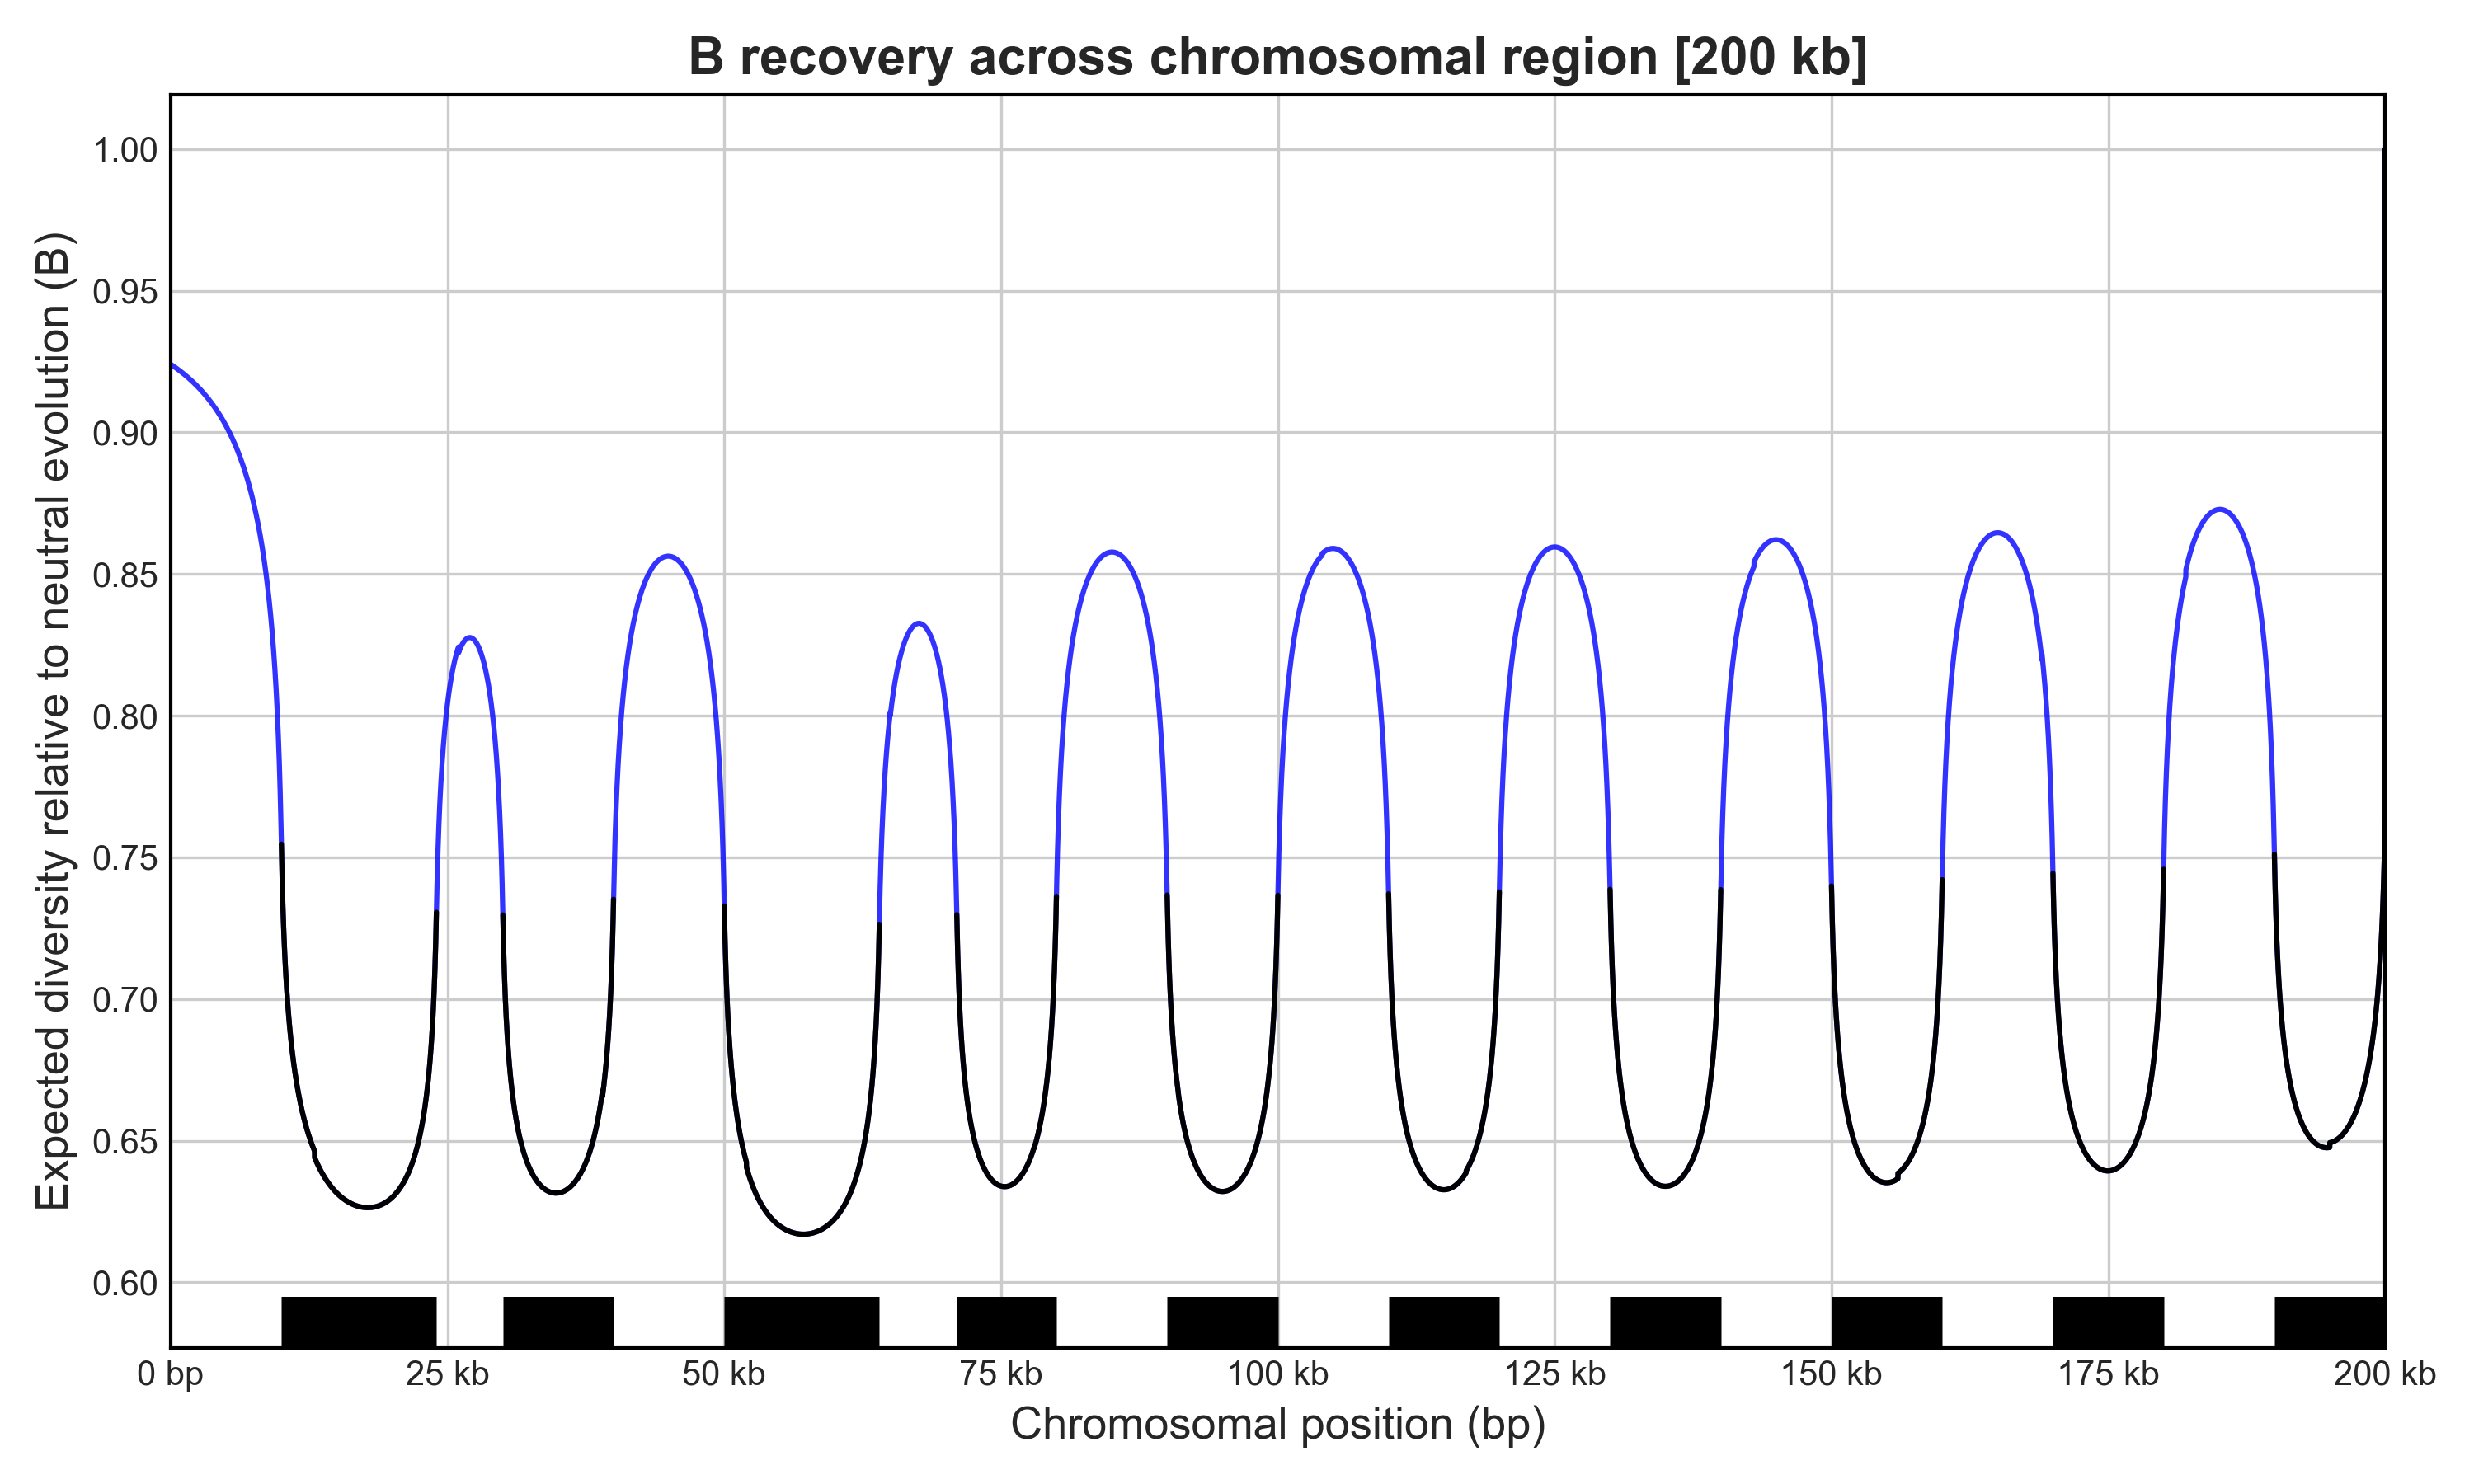 B recovery across chromosomal region [200 kb]
Expected diversity relative to neutral evolution (B)
1.00
0.95
0.90
0.85
0.80
0.75
0.70
0.65
0.60
0 bp 25 kb 50 kb 75 kb 100 kb 125 kb 150 kb 175 kb 200 kb
Chromosomal position (bp)